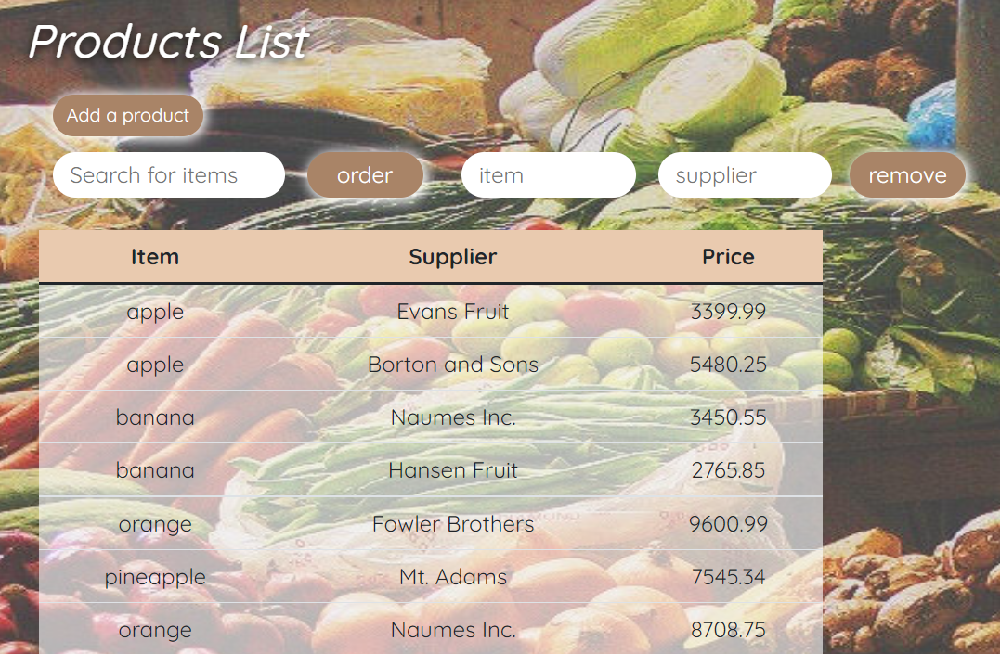 Products List
Add a product
Search for items order item supplier remove
Item Supplier Price
apple Evans Fruit 3399.99
apple Borton and Sons 5480.25
banana Naumes Inc. 3450.55
banana Hansen Fruit 2765.85
orange Fowler Brothers 9600.99
pineapple Mt. Adams 7545.34
orange Naumes Inc. 8708.75